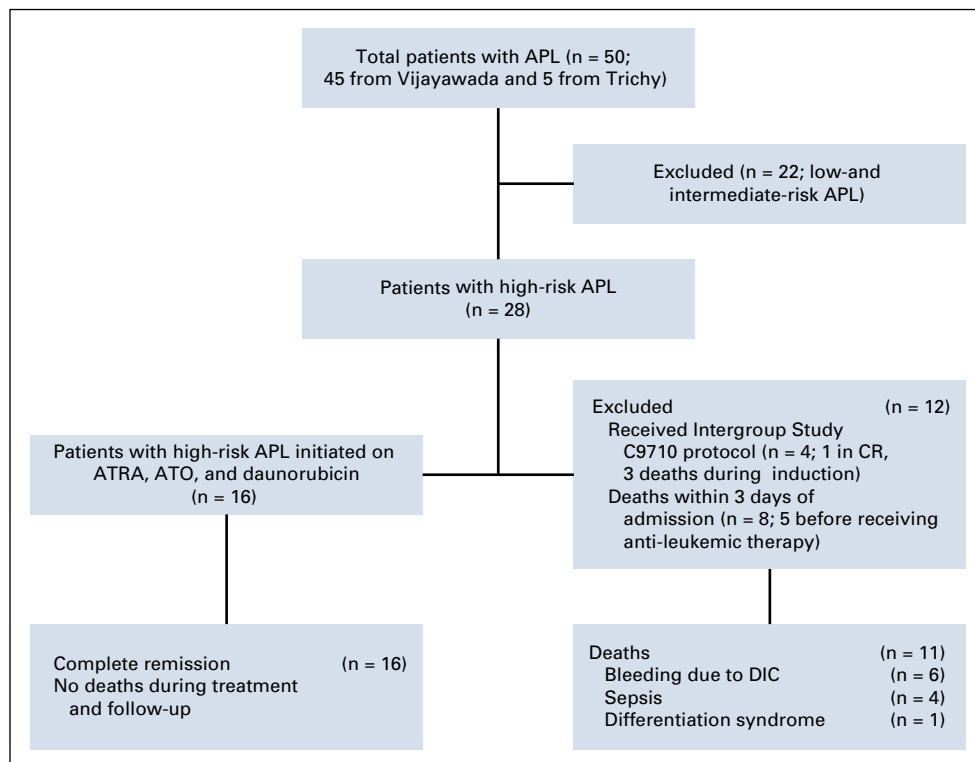 Total patients with APL (n = 50;
45 from Vijayawada and 5 from Trichy)
Excluded (n = 22; low-and
intermediate-risk APL)
Patients with high-risk APL
(n = 28)
Excluded (n = 12)
Received Intergroup Study
C9710 protocol (n = 4; 1 in CR,
3 deaths during induction)
Deaths within 3 days of
admission (n = 8; 5 before receiving
anti-leukemic therapy)
Patients with high-risk APL initiated on
ATRA, ATO, and daunorubicin
(n = 16)
Complete remission (n = 16)
No deaths during treatment
and follow-up
Deaths (n = 11)
Bleeding due to DIC (n = 6)
Sepsis (n = 4)
Differentiation syndrome (n = 1)